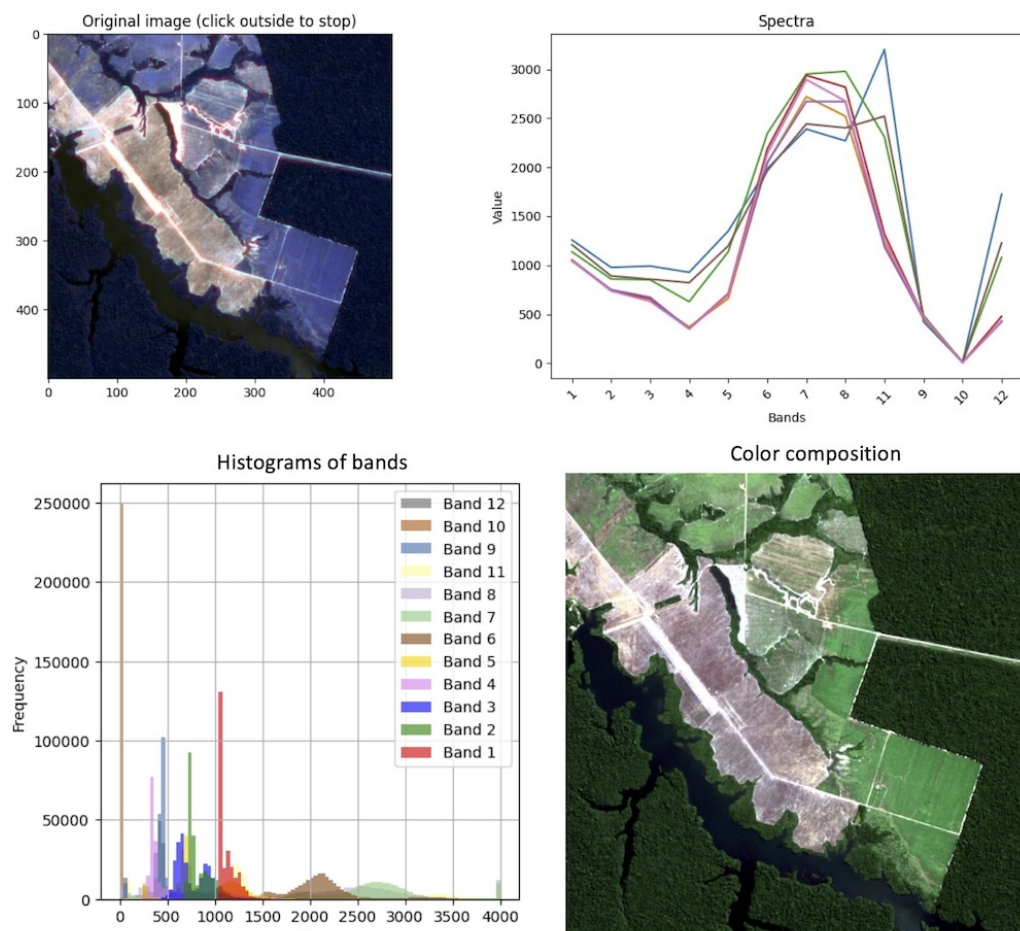 Original image (click outside to stop)
0
100
200
300
400
0 100 200 300 400
Spectra
3000
2500
2000
1500
1000
500
0
Value
1 2 3 4 5 6 7 8 11 9 10 12
Bands
Histograms of bands
250000
200000
150000
100000
50000
0
Frequency
Band 12
Band 10
Band 9
Band 11
Band 8
Band 7
Band 6
Band 5
Band 4
Band 3
Band 2
Band 1
0 500 1000 1500 2000 2500 3000 3500 4000
Color composition